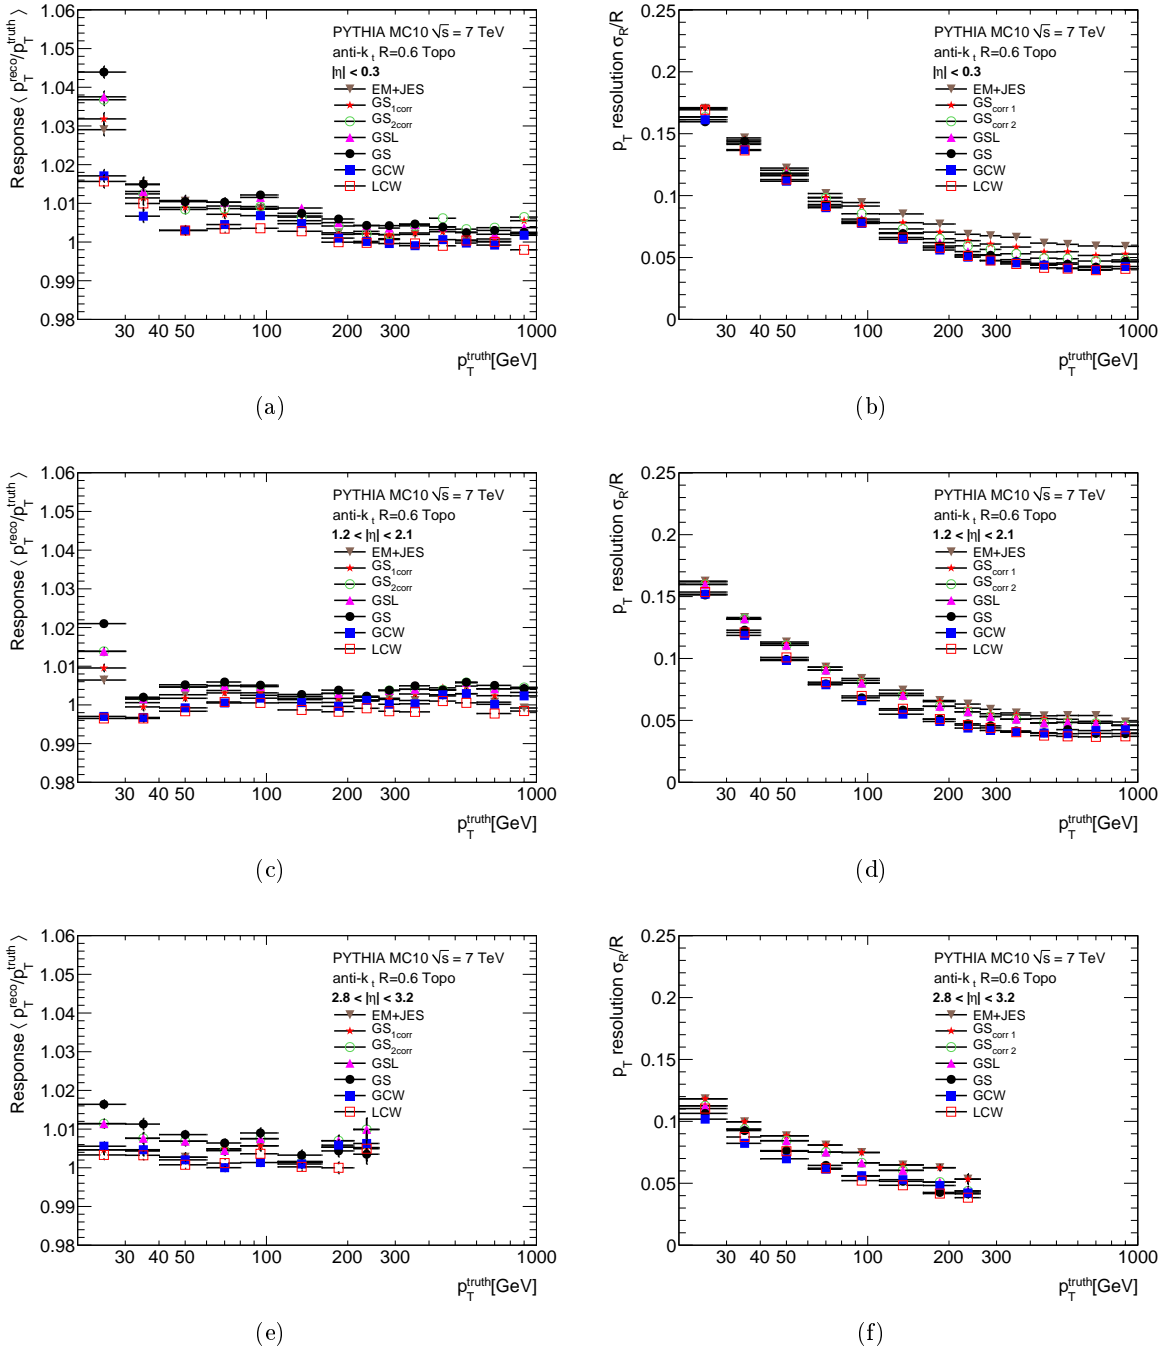 Response ⟨ p_T^reco/p_T^truth ⟩
1.06
1.05
1.04
1.03
1.02
1.01
1
0.99
0.98
PYTHIA MC10 √s = 7 TeV
anti-k_t R=0.6 Topo
|η| < 0.3
EM+JES
GS_1corr
GS_2corr
GSL
GS
GCW
LCW
30 40 50 100 200 300 1000
p_T^truth[GeV]
(a)
p_T resolution σ_R/R
0.25
0.2
0.15
0.1
0.05
0
PYTHIA MC10 √s = 7 TeV
anti-k_t R=0.6 Topo
|η| < 0.3
EM+JES
GS_corr 1
GS_corr 2
GSL
GS
GCW
LCW
30 40 50 100 200 300 1000
p_T^truth[GeV]
(b)
Response ⟨ p_T^reco/p_T^truth ⟩
1.06
1.05
1.04
1.03
1.02
1.01
1
0.99
0.98
PYTHIA MC10 √s = 7 TeV
anti-k_t R=0.6 Topo
1.2 < |η| < 2.1
EM+JES
GS_1corr
GS_2corr
GSL
GS
GCW
LCW
30 40 50 100 200 300 1000
p_T^truth[GeV]
(c)
p_T resolution σ_R/R
0.25
0.2
0.15
0.1
0.05
0
PYTHIA MC10 √s = 7 TeV
anti-k_t R=0.6 Topo
1.2 < |η| < 2.1
EM+JES
GS_corr 1
GS_corr 2
GSL
GS
GCW
LCW
30 40 50 100 200 300 1000
p_T^truth[GeV]
(d)
Response ⟨ p_T^reco/p_T^truth ⟩
1.06
1.05
1.04
1.03
1.02
1.01
1
0.99
0.98
PYTHIA MC10 √s = 7 TeV
anti-k_t R=0.6 Topo
2.8 < |η| < 3.2
EM+JES
GS_1corr
GS_2corr
GSL
GS
GCW
LCW
30 40 50 100 200 300 1000
p_T^truth[GeV]
(e)
p_T resolution σ_R/R
0.25
0.2
0.15
0.1
0.05
0
PYTHIA MC10 √s = 7 TeV
anti-k_t R=0.6 Topo
2.8 < |η| < 3.2
EM+JES
GS_corr 1
GS_corr 2
GSL
GS
GCW
LCW
30 40 50 100 200 300 1000
p_T^truth[GeV]
(f)